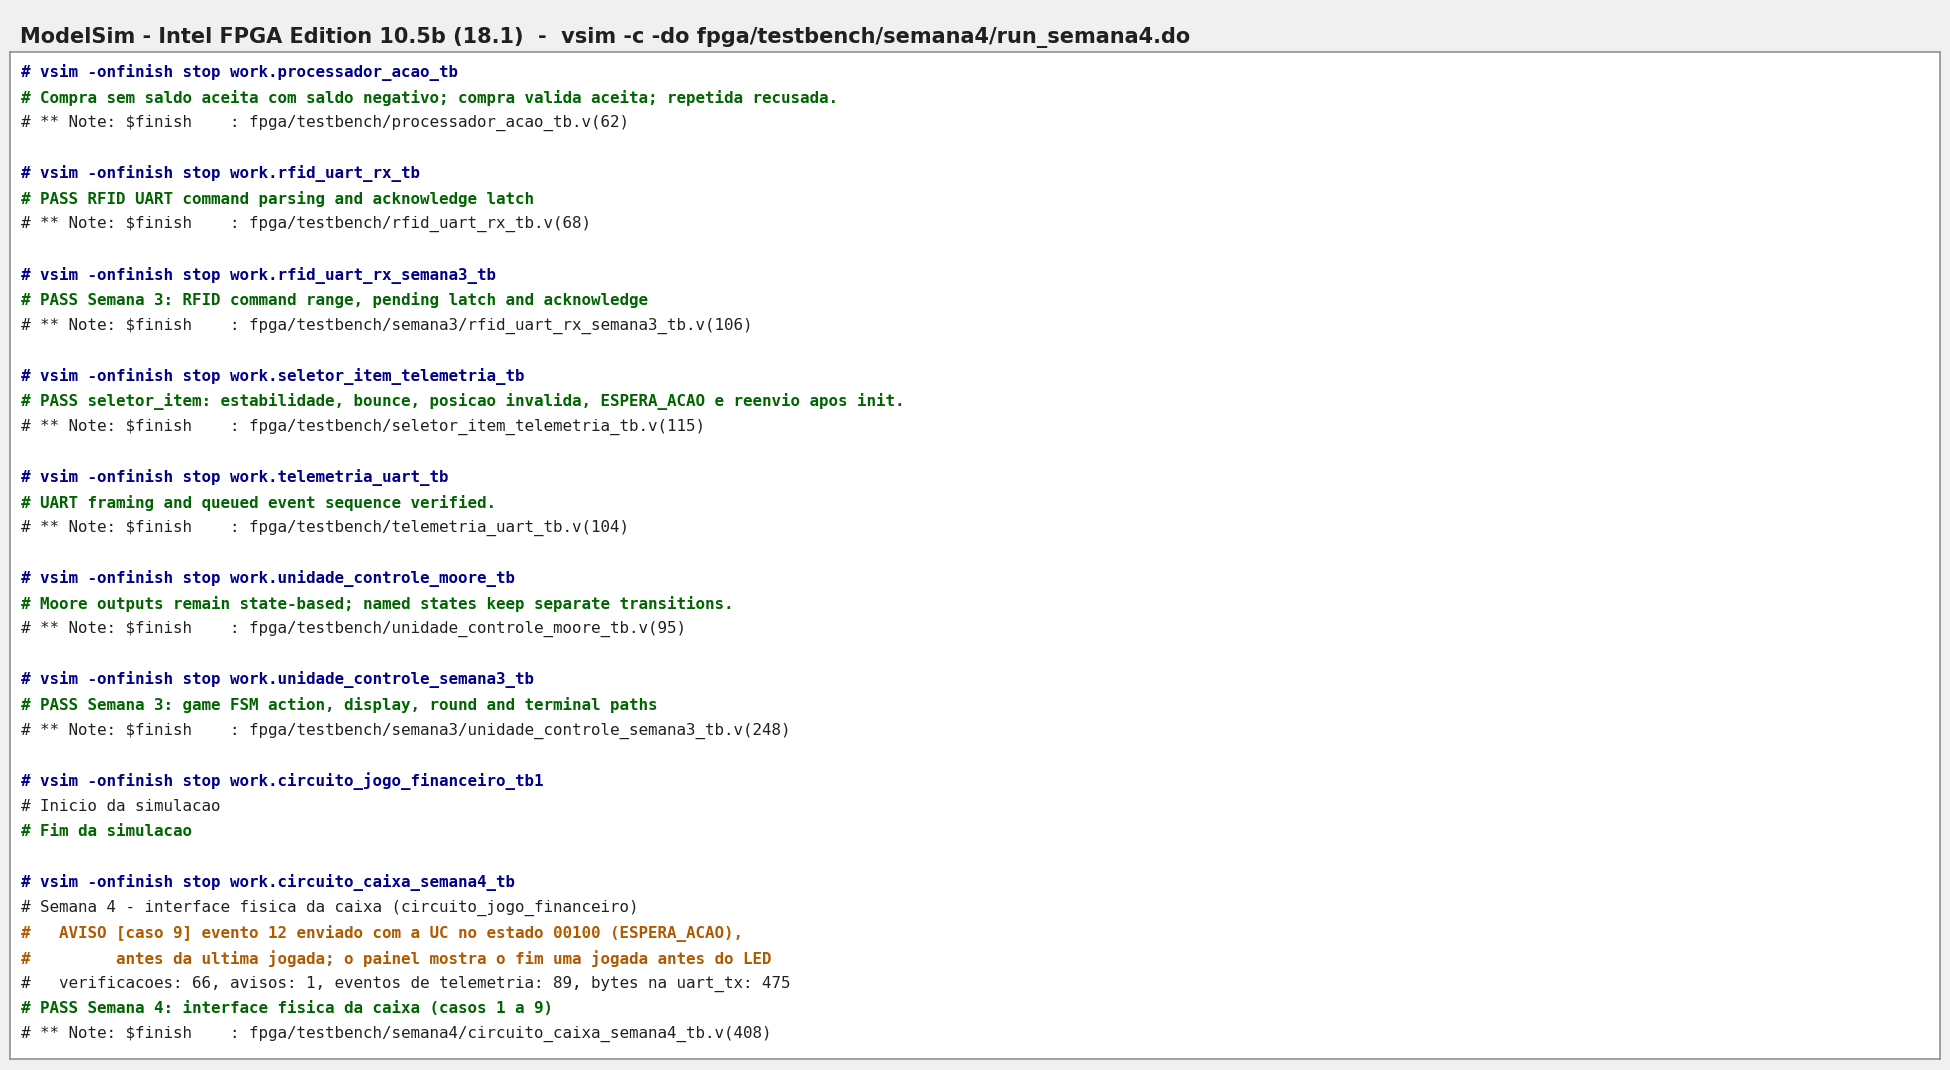 ModelSim - Intel FPGA Edition 10.5b (18.1)  -  vsim -c -do fpga/testbench/semana4/run_semana4.do
# vsim -onfinish stop work.processador_acao_tb
# Compra sem saldo aceita com saldo negativo; compra valida aceita; repetida recusada.
# ** Note: $finish    : fpga/testbench/processador_acao_tb.v(62)
# vsim -onfinish stop work.rfid_uart_rx_tb
# PASS RFID UART command parsing and acknowledge latch
# ** Note: $finish    : fpga/testbench/rfid_uart_rx_tb.v(68)
# vsim -onfinish stop work.rfid_uart_rx_semana3_tb
# PASS Semana 3: RFID command range, pending latch and acknowledge
# ** Note: $finish    : fpga/testbench/semana3/rfid_uart_rx_semana3_tb.v(106)
# vsim -onfinish stop work.seletor_item_telemetria_tb
# PASS seletor_item: estabilidade, bounce, posicao invalida, ESPERA_ACAO e reenvio apos init.
# ** Note: $finish    : fpga/testbench/seletor_item_telemetria_tb.v(115)
# vsim -onfinish stop work.telemetria_uart_tb
# UART framing and queued event sequence verified.
# ** Note: $finish    : fpga/testbench/telemetria_uart_tb.v(104)
# vsim -onfinish stop work.unidade_controle_moore_tb
# Moore outputs remain state-based; named states keep separate transitions.
# ** Note: $finish    : fpga/testbench/unidade_controle_moore_tb.v(95)
# vsim -onfinish stop work.unidade_controle_semana3_tb
# PASS Semana 3: game FSM action, display, round and terminal paths
# ** Note: $finish    : fpga/testbench/semana3/unidade_controle_semana3_tb.v(248)
# vsim -onfinish stop work.circuito_jogo_financeiro_tb1
# Inicio da simulacao
# Fim da simulacao
# vsim -onfinish stop work.circuito_caixa_semana4_tb
# Semana 4 - interface fisica da caixa (circuito_jogo_financeiro)
#   AVISO [caso 9] evento 12 enviado com a UC no estado 00100 (ESPERA_ACAO),
#         antes da ultima jogada; o painel mostra o fim uma jogada antes do LED
#   verificacoes: 66, avisos: 1, eventos de telemetria: 89, bytes na uart_tx: 475
# PASS Semana 4: interface fisica da caixa (casos 1 a 9)
# ** Note: $finish    : fpga/testbench/semana4/circuito_caixa_semana4_tb.v(408)